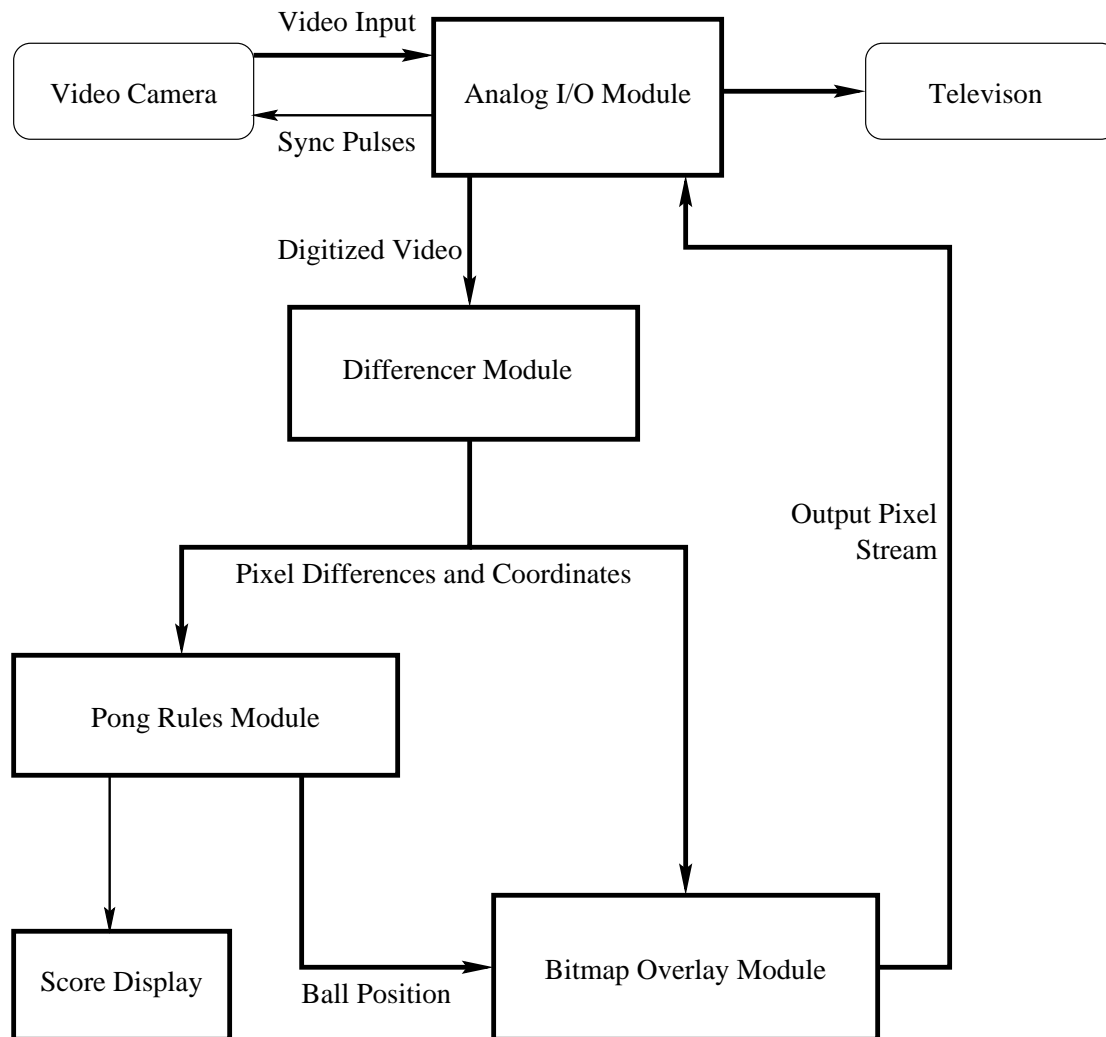 Video Input
Video Camera
Analog I/O Module
Televison
Sync Pulses
Digitized Video
Differencer Module
Output Pixel
Stream
Pixel Differences and Coordinates
Pong Rules Module
Score Display
Ball Position
Bitmap Overlay Module